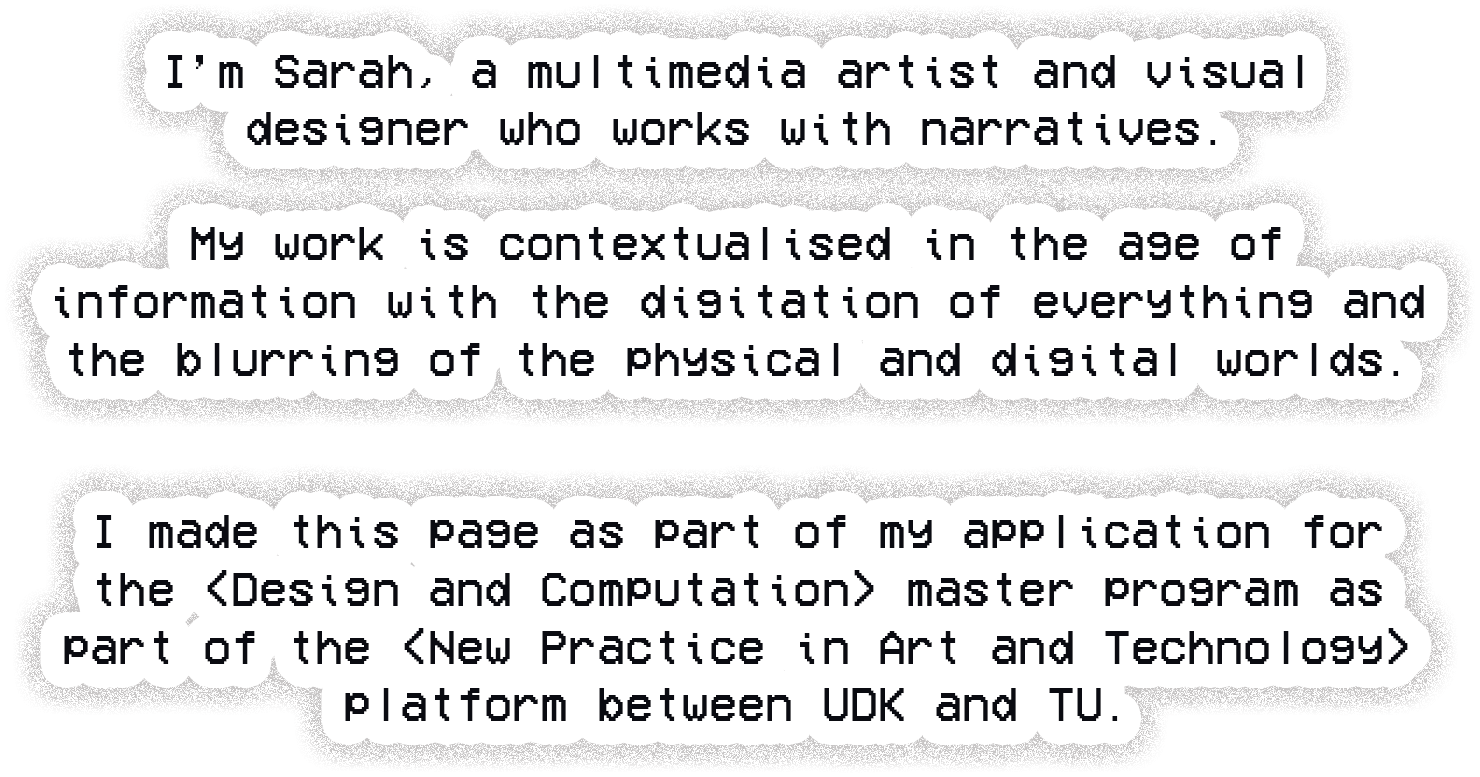 I'm Sarah, a multimedia artist and visual
designer who works with narratives.
My work is contextualised in the age of
information with the digitation of everything and
the blurring of the physical and digital worlds.
I made this page as part of my application for
the <Design and Computation> master program as
part of the <New Practice in Art and Technology>
platform between UDK and TU.